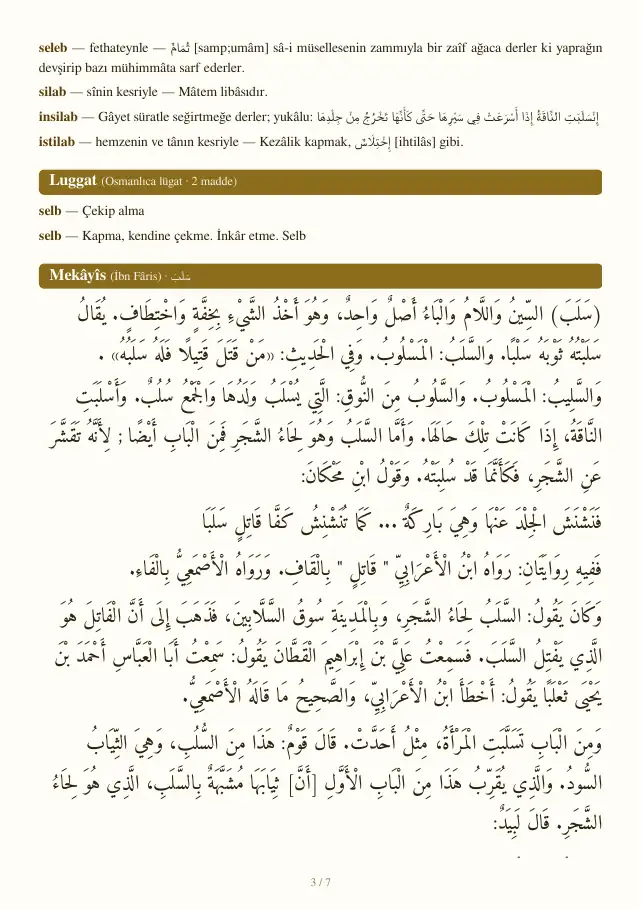 seleb — fethateynle — ثُمَامٌ [samp;umâm] sâ-i müsellesenin zammıyla bir zaîf ağaca derler ki yaprağın
devşirip bazı mühimmâta sarf ederler.
silab — sînin kesriyle — Mâtem libâsıdır.
insilab — Gâyet süratle seğirtmeğe derler; yukâlu: إِنْسَلَبَتِ النَّاقَةُ إِذَا أَسْرَعَتْ فِي سَيْرِهَا حَتَّى كَأَنَّهَا تَخْرُجُ مِنْ جِلْدِهَا
istilab — hemzenin ve tânın kesriyle — Kezâlik kapmak, إِخْتِلَاسٌ [ihtilâs] gibi.
Luggat (Osmanlıca lügat · 2 madde)
selb — Çekip alma
selb — Kapma, kendine çekme. İnkâr etme. Selb
Mekâyîs (İbn Fâris) · سَلَبَ
(سَلَبَ) السِّينُ وَاللَّامُ وَالْبَاءُ أَصْلٌ وَاحِدٌ، وَهُوَ أَخْذُ الشَّيْءِ بِخِفَّةٍ وَاخْتِطَافٍ. يُقَالُ
سَلَبْتُهُ ثَوْبَهُ سَلْبًا. وَالسَّلَبُ: الْمَسْلُوبُ. وَفِي الْحَدِيثِ: «مَنْ قَتَلَ قَتِيلًا فَلَهُ سَلَبُهُ» .
وَالسَّلِيبُ: الْمَسْلُوبُ. وَالسَّلُوبُ مِنَ النُّوقِ: الَّتِي يُسْلَبُ وَلَدُهَا وَالْجَمْعُ سُلُبٌ. وَأَسْلَبَتِ
النَّاقَةُ، إِذَا كَانَتْ تِلْكَ حَالَهَا. وَأَمَّا السَّلَبُ وَهُوَ لِحَاءُ الشَّجَرِ فَمِنَ الْبَابِ أَيْضًا ; لِأَنَّهُ تَقَشَّرَ
عَنِ الشَّجَرِ، فَكَأَنَّمَا قَدْ سُلِبَتْهُ. وَقَوْلُ ابْنِ مَحْكَانَ:
فَنَشْنَشَ الْجِلْدَ عَنْهَا وَهِيَ بَارِكَةٌ ... كَمَا تُنَشْنِشُ كَفَّا قَاتِلٍ سَلَبَا
فَفِيهِ رِوَايَتَانِ: رَوَاهُ ابْنُ الْأَعْرَابِيِّ " قَاتِلٍ " بِالْقَافِ. وَرَوَاهُ الْأَصْمَعِيُّ بِالْفَاءِ.
وَكَانَ يَقُولُ: السَّلَبُ لِحَاءُ الشَّجَرِ، وَبِالْمَدِينَةِ سُوقُ السَّلَّابِينَ، فَذَهَبَ إِلَى أَنَّ الْفَاتِلَ هُوَ
الَّذِي يَفْتِلُ السَّلَبَ. فَسَمِعْتُ عَلِيَّ بْنَ إِبْرَاهِيمَ الْقَطَّانَ يَقُولُ: سَمِعْتُ أَبَا الْعَبَّاسِ أَحْمَدَ بْنَ
يَحْيَى ثَعْلَبًا يَقُولُ: أَخْطَأَ ابْنُ الْأَعْرَابِيِّ، وَالصَّحِيحُ مَا قَالَهُ الْأَصْمَعِيُّ.
وَمِنَ الْبَابِ تَسَلَّبَتِ الْمَرْأَةُ، مِثْلُ أَحَدَّتْ. قَالَ قَوْمٌ: هَذَا مِنَ السُّلُبِ، وَهِيَ الثِّيَابُ
السُّودُ. وَالَّذِي يُقَرِّبُ هَذَا مِنَ الْبَابِ الْأَوَّلِ [أَنَّ] ثِيَابَهَا مُشَبَّهَةٌ بِالسَّلَبِ، الَّذِي هُوَ لِحَاءُ
الشَّجَرِ. قَالَ لَبِيَدٌ:
3 / 7